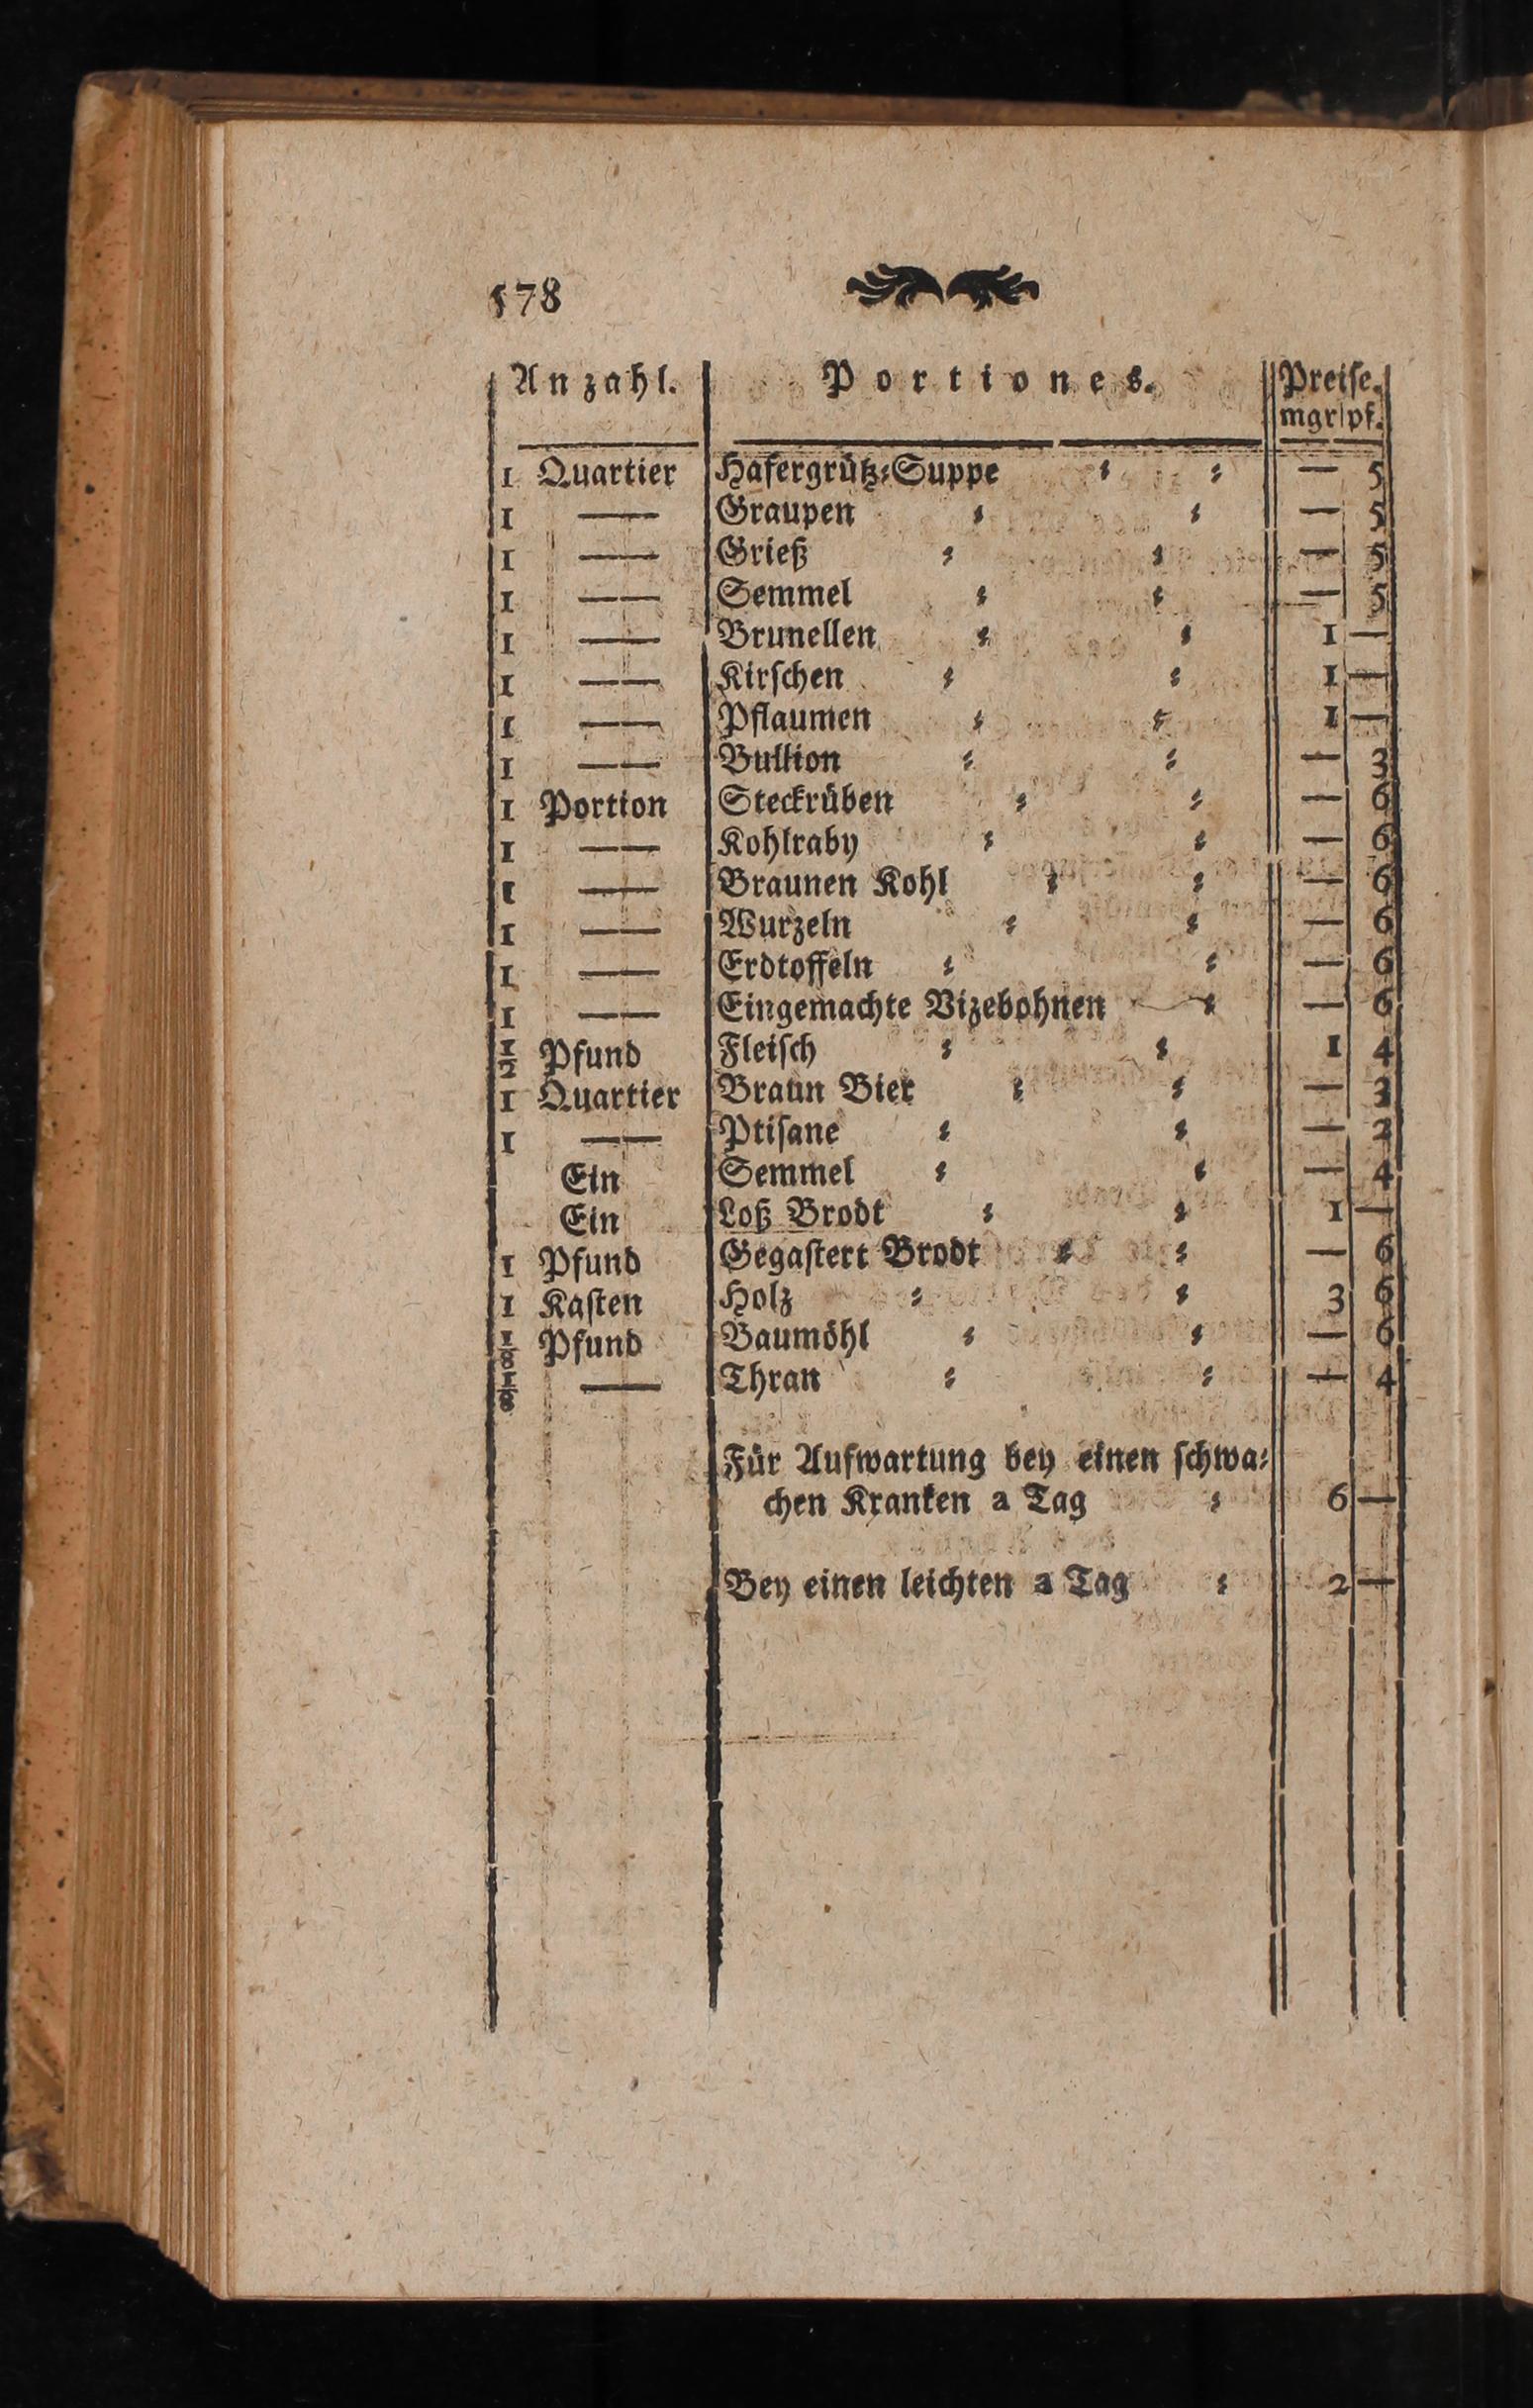 578
Anzahl. Portiones. Preise.
mgr|pf.
1 Quartier Hafergrütz⸗Suppe ⸗ ⸗ — 5
1 —— Graupen ⸗ ⸗ — 5
1 —— Grieß ⸗ ⸗ — 5
1 —— Semmel ⸗ ⸗ — 5
1 —— Brunellen ⸗ ⸗ 1 —
1 —— Kirschen ⸗ ⸗ 1 —
1 —— Pflaumen ⸗ ⸗ 1 —
1 —— Bullion ⸗ ⸗ — 3
1 Portion Steckrüben ⸗ ⸗ — 6
1 —— Kohlraby ⸗ ⸗ — 6
1 —— Braunen Kohl ⸗ ⸗ — 6
1 —— Wurzeln ⸗ ⸗ — 6
1 —— Erdtoffeln ⸗ ⸗ — 6
1 —— Eingemachte Vizebohnen ⸗ — 6
½ Pfund Fleisch ⸗ ⸗ 1 4
1 Quartier Braun Bier ⸗ ⸗ — 3
1 —— Ptisane ⸗ ⸗ —
Ein Semmel ⸗ ⸗ — 4
Ein Loß Brodt ⸗ ⸗ 1 —
1 Pfund Gegastert Brodt ⸗ ⸗ — 6
1 Kasten Holz ⸗ ⸗ 3 6
⅛ Pfund Baumöhl ⸗ ⸗ — 6
⅛ —— Thran ⸗ ⸗ — 4
Für Aufwartung bey einen schwa⸗
chen Kranken a Tag ⸗ 6 —
Bey einen leichten a Tag ⸗ 2 —